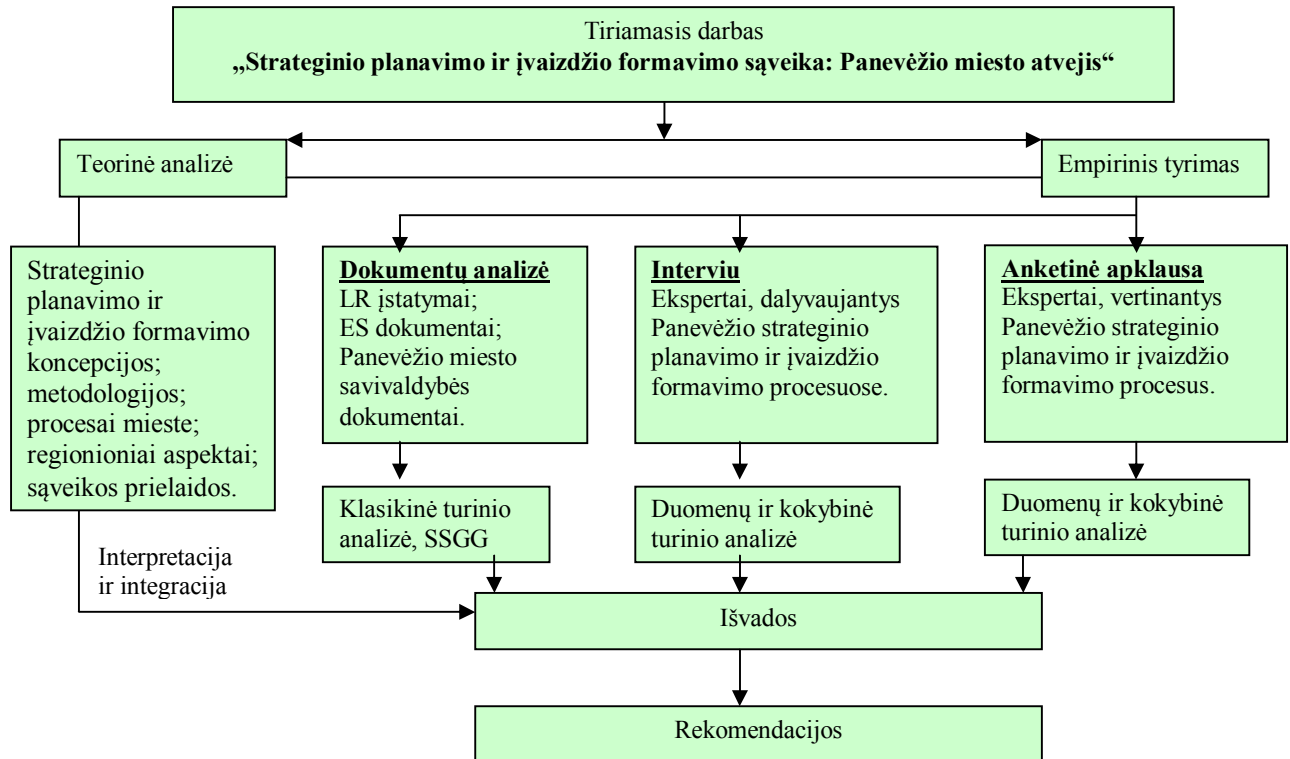 Tiriamasis darbas
„Strateginio planavimo ir įvaizdžio formavimo sąveika: Panevėžio miesto atvejis“
Teorinė analizė
Empirinis tyrimas
Strateginio
planavimo ir
įvaizdžio formavimo
koncepcijos;
metodologijos;
procesai mieste;
regionioniai aspektai;
sąveikos prielaidos.
Dokumentų analizė
LR įstatymai;
ES dokumentai;
Panevėžio miesto
savivaldybės
dokumentai.
Interviu
Ekspertai, dalyvaujantys
Panevėžio strateginio
planavimo ir įvaizdžio
formavimo procesuose.
Anketinė apklausa
Ekspertai, vertinantys
Panevėžio strateginio
planavimo ir įvaizdžio
formavimo procesus.
Klasikinė turinio
analizė, SSGG
Duomenų ir kokybinė
turinio analizė
Duomenų ir kokybinė
turinio analizė
Interpretacija
ir integracija
Išvados
Rekomendacijos